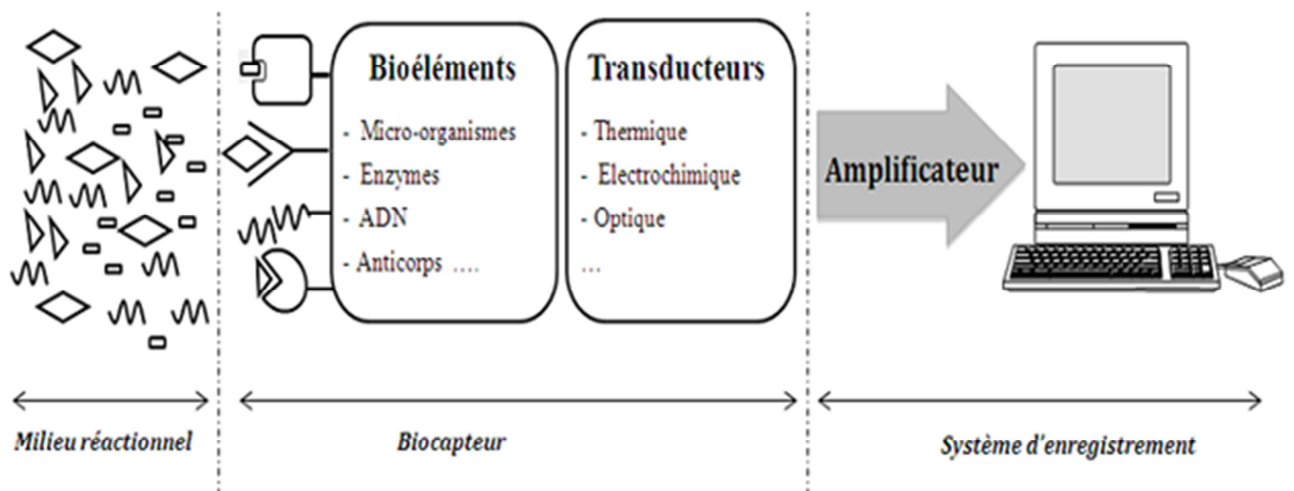 Bioéléments
- Micro-organismes
- Enzymes
- ADN
- Anticorps ....
Transducteurs
- Thermique
- Electrochimique
- Optique
...
Amplificateur
Milieu réactionnel
Biocapteur
Système d'enregistrement